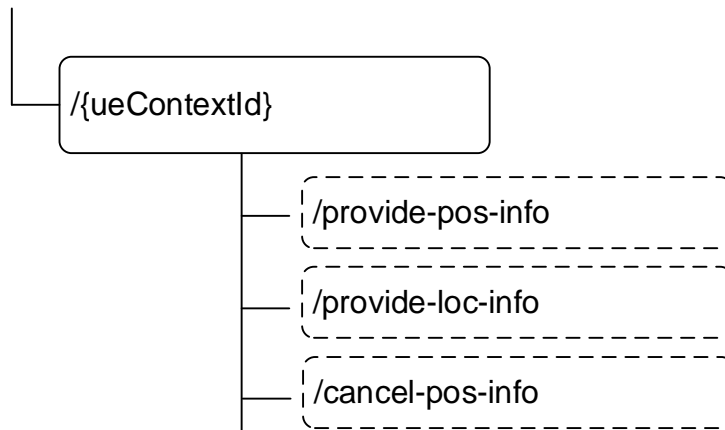 /{ueContextId}
/provide-pos-info
/provide-loc-info
/cancel-pos-info